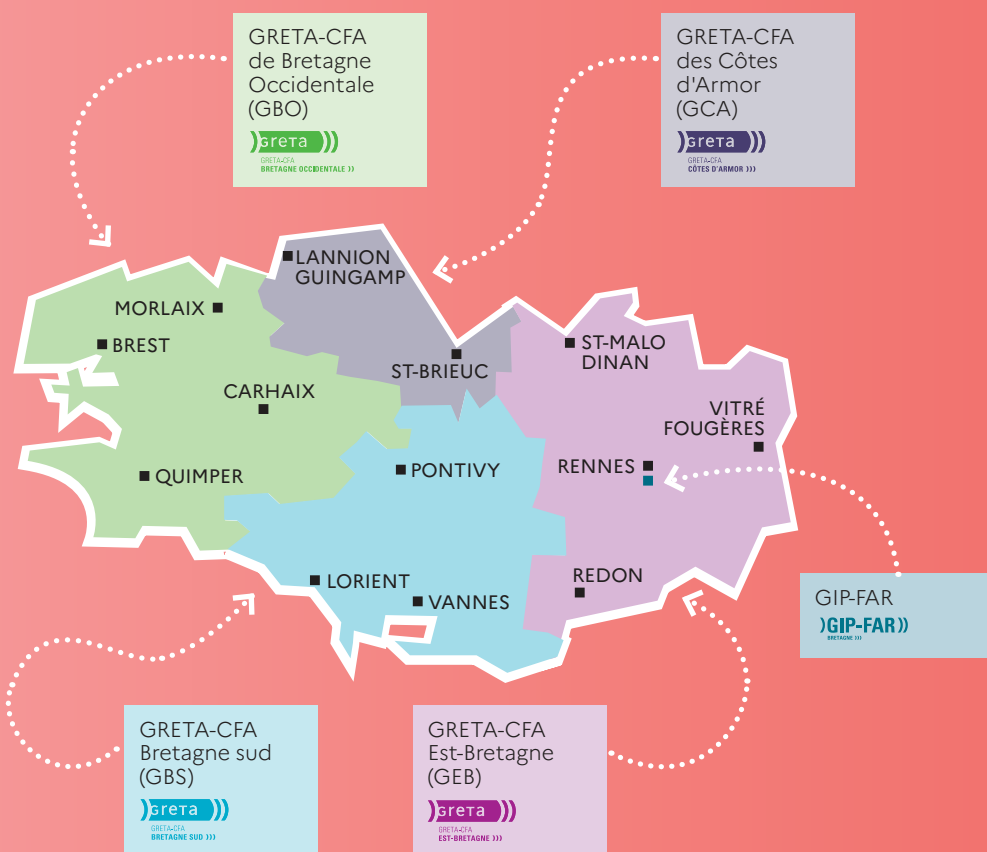 GRETA-CFA
de Bretagne
Occidentale
(GBO)
)greta)))
GRETA-CFA
BRETAGNE OCCIDENTALE ))
GRETA-CFA
des Côtes
d'Armor
(GCA)
)greta)))
GRETA-CFA
CÔTES D'ARMOR )))
LANNION
GUINGAMP
MORLAIX
BREST
ST-MALO
DINAN
ST-BRIEUC
CARHAIX
VITRÉ
FOUGÈRES
PONTIVY
RENNES
QUIMPER
LORIENT
VANNES
REDON
GIP-FAR
)GIP-FAR))
BRETAGNE )))
GRETA-CFA
Bretagne sud
(GBS)
)greta)))
GRETA-CFA
BRETAGNE SUD )))
GRETA-CFA
Est-Bretagne
(GEB)
)greta)))
GRETA-CFA
EST-BRETAGNE )))